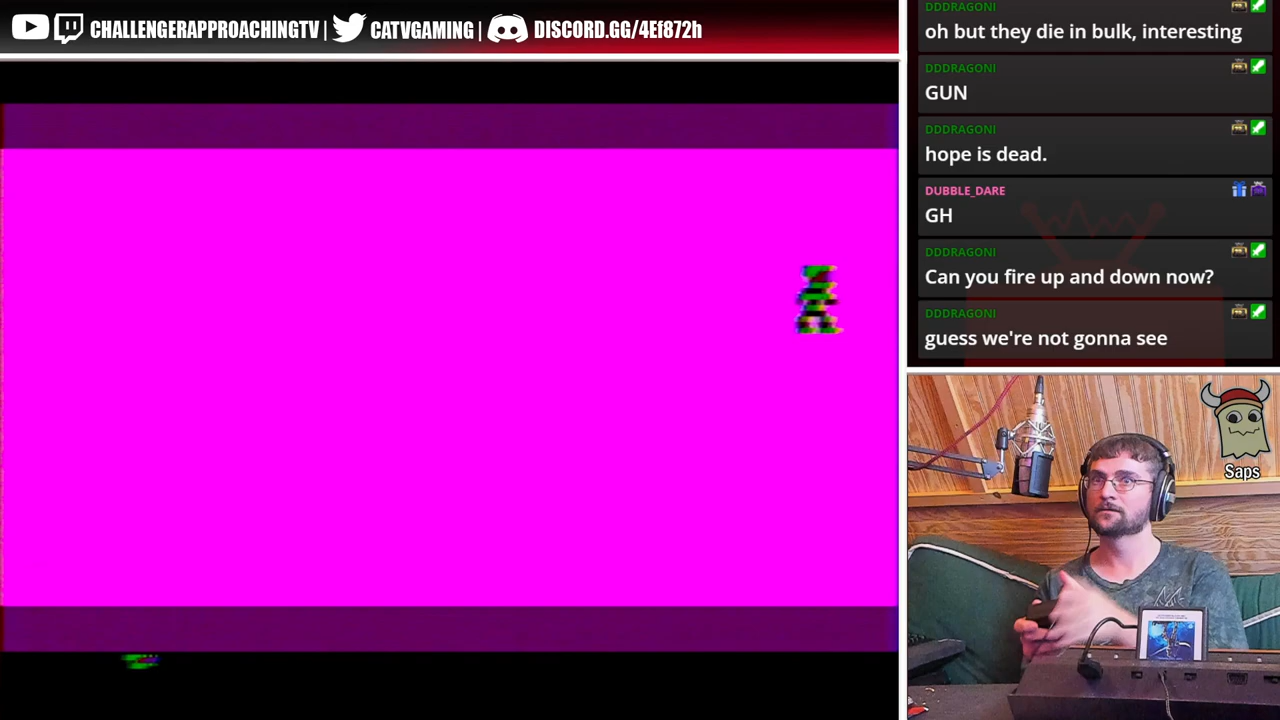 CHALLENGERAPPROACHINGTV | CATVGAMING | DISCORD.GG/4Ef872h
DDDRAGONI
oh but they die in bulk, interesting
DDDRAGONI
GUN
DDDRAGONI
hope is dead.
DUBBLE_DARE
GH
DDDRAGONI
Can you fire up and down now?
DDDRAGONI
guess we're not gonna see
Saps